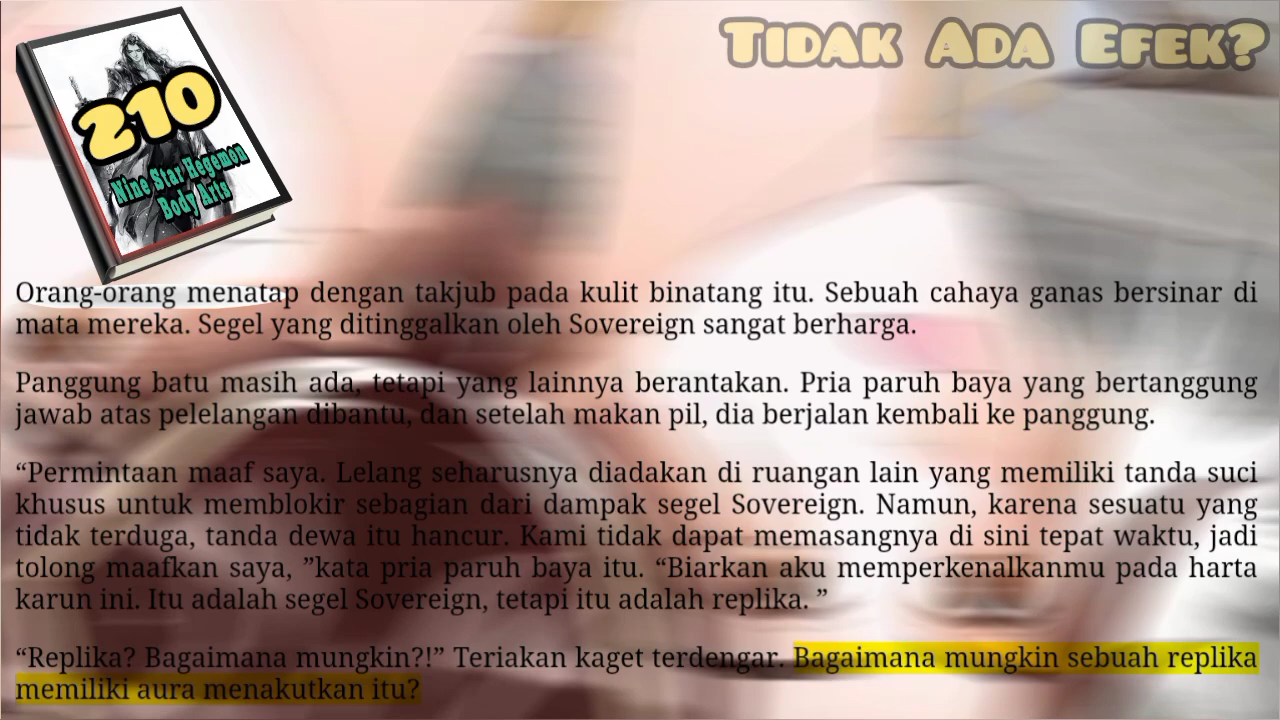 Tidak Ada Efek?
210
Nine Star Hegemon
Body Arts
Orang-orang menatap dengan takjub pada kulit binatang itu. Sebuah cahaya ganas bersinar di
mata mereka. Segel yang ditinggalkan oleh Sovereign sangat berharga.
Panggung batu masih ada, tetapi yang lainnya berantakan. Pria paruh baya yang bertanggung
jawab atas pelelangan dibantu, dan setelah makan pil, dia berjalan kembali ke panggung.
“Permintaan maaf saya. Lelang seharusnya diadakan di ruangan lain yang memiliki tanda suci
khusus untuk memblokir sebagian dari dampak segel Sovereign. Namun, karena sesuatu yang
tidak terduga, tanda dewa itu hancur. Kami tidak dapat memasangnya di sini tepat waktu, jadi
tolong maafkan saya, ”kata pria paruh baya itu. “Biarkan aku memperkenalkanmu pada harta
karun ini. Itu adalah segel Sovereign, tetapi itu adalah replika. ”
“Replika? Bagaimana mungkin?!” Teriakan kaget terdengar. Bagaimana mungkin sebuah replika
memiliki aura menakutkan itu?